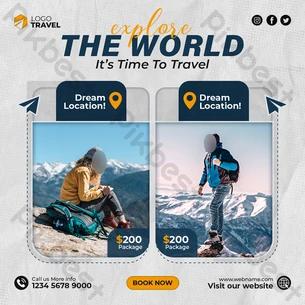 LOGO
TRAVEL
explore
THE WORLD
It's Time To Travel
Dream
Location!
Dream
Location!
$200
Package
$200
Package
Call Us More Info
1234 5678 9000
BOOK NOW
www.webname.com
Visit our website
pikbest